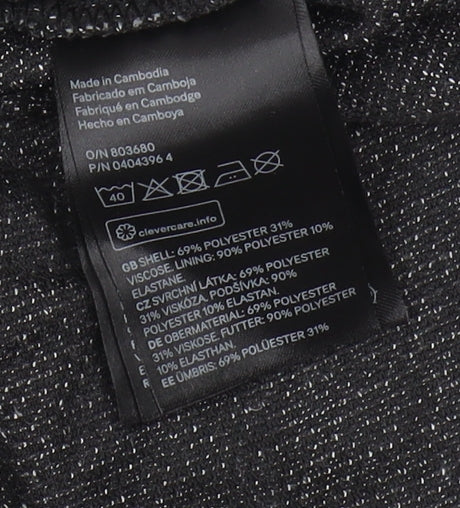 Made in Cambodia
Fabricado em Camboja
Fabriqué en Cambodge
Hecho en Camboya
O/N 803680
P/N 0404396 4
40
clevercare.info
GB SHELL: 69% POLYESTER 31%
VISCOSE. LINING: 90% POLYESTER 10%
ELASTANE.
CZ SVRCHNÍ LÁTKA: 69% POLYESTER
31% VISKÓZA. PODŠÍVKA: 90%
POLYESTER 10% ELASTAN.
DE OBERMATERIAL: 69% POLYESTER
31% VISKOSE. FUTTER: 90% POLYESTER
10% ELASTHAN.
EE ÜMBRIS: 69% POLÜESTER 31%